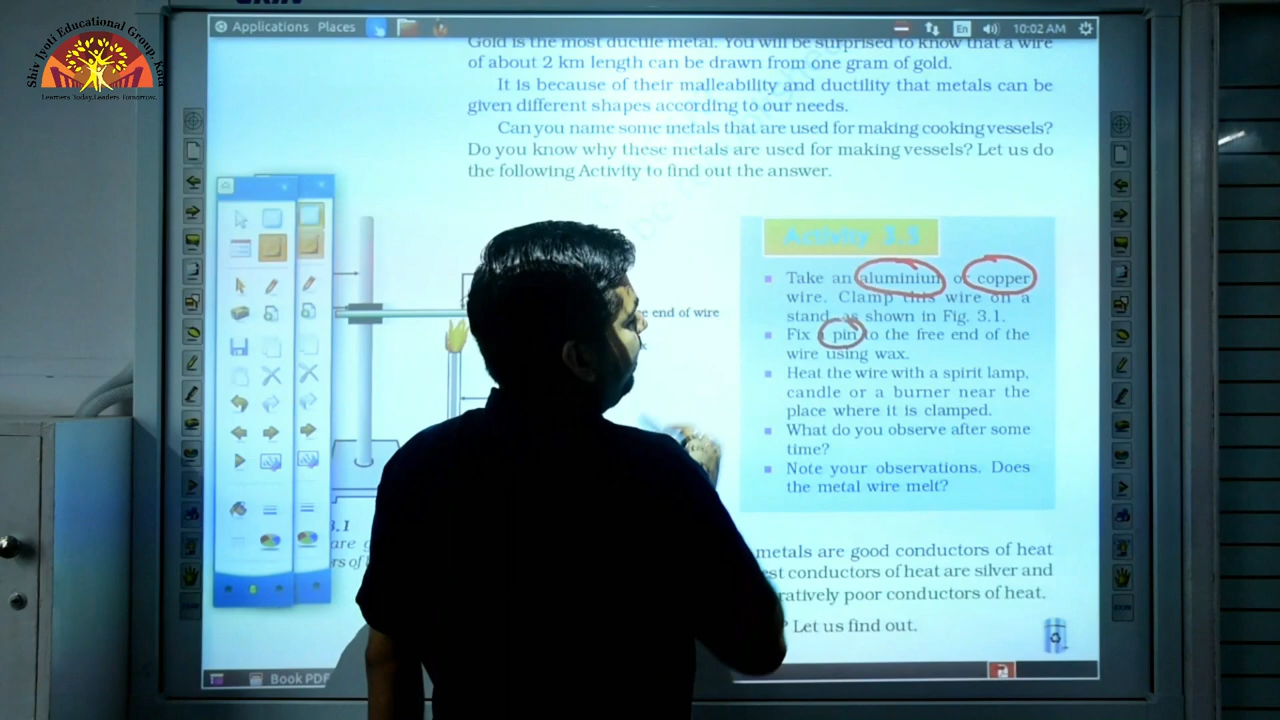 Shiv Jyoti Educational Group, Kota
Learners Today.Leaders Tomorrow.
Applications Places
En
10:02 AM
Gold is the most ductile metal. You will be surprised to know that a wire
of about 2 km length can be drawn from one gram of gold.
It is because of their malleability and ductility that metals can be
given different shapes according to our needs.
Can you name some metals that are used for making cooking vessels?
Do you know why these metals are used for making vessels? Let us do
the following Activity to find out the answer.
end of wire
Activity 3.3
Take an aluminium or copper
wire. Clamp this wire on a
stand, as shown in Fig. 3.1.
Fix a pin to the free end of the
wire using wax.
Heat the wire with a spirit lamp,
candle or a burner near the
place where it is clamped.
What do you observe after some
time?
Note your observations. Does
the metal wire melt?
3.1
are g
rs of
metals are good conductors of heat
est conductors of heat are silver and
ratively poor conductors of heat.
? Let us find out.
Book PDF